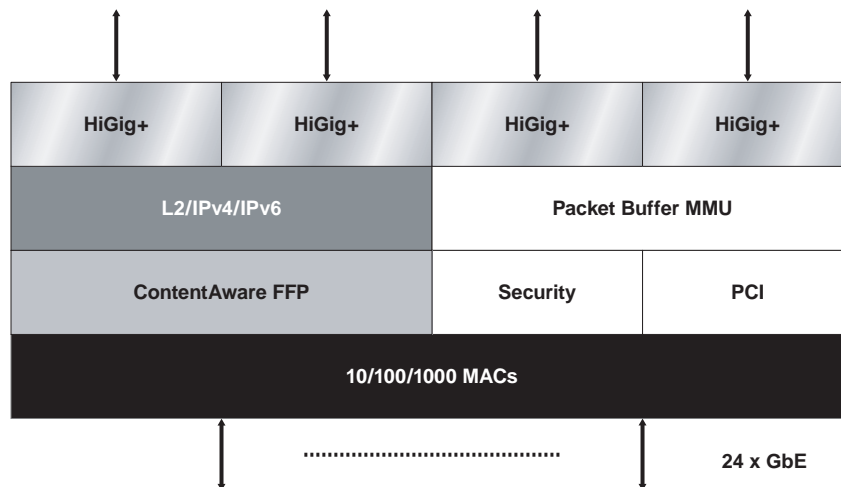 HiGig+ HiGig+ HiGig+ HiGig+
L2/IPv4/IPv6 Packet Buffer MMU
ContentAware FFP Security PCI
10/100/1000 MACs
24 x GbE